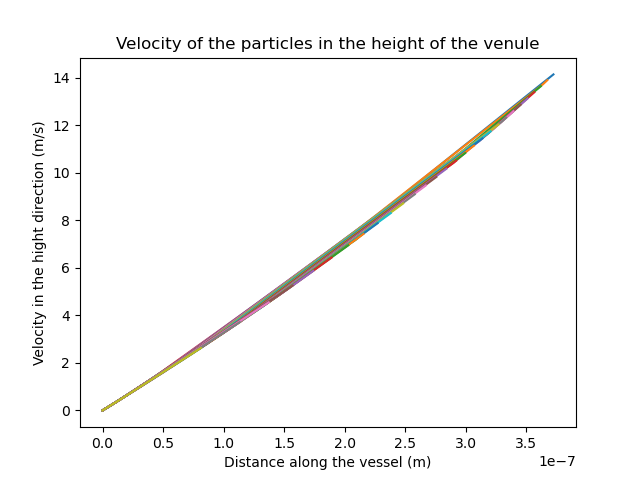 Velocity of the particles in the height of the venule
Velocity in the hight direction (m/s)
14
12
10
8
6
4
2
0
0.0 0.5 1.0 1.5 2.0 2.5 3.0 3.5
1e−7
Distance along the vessel (m)